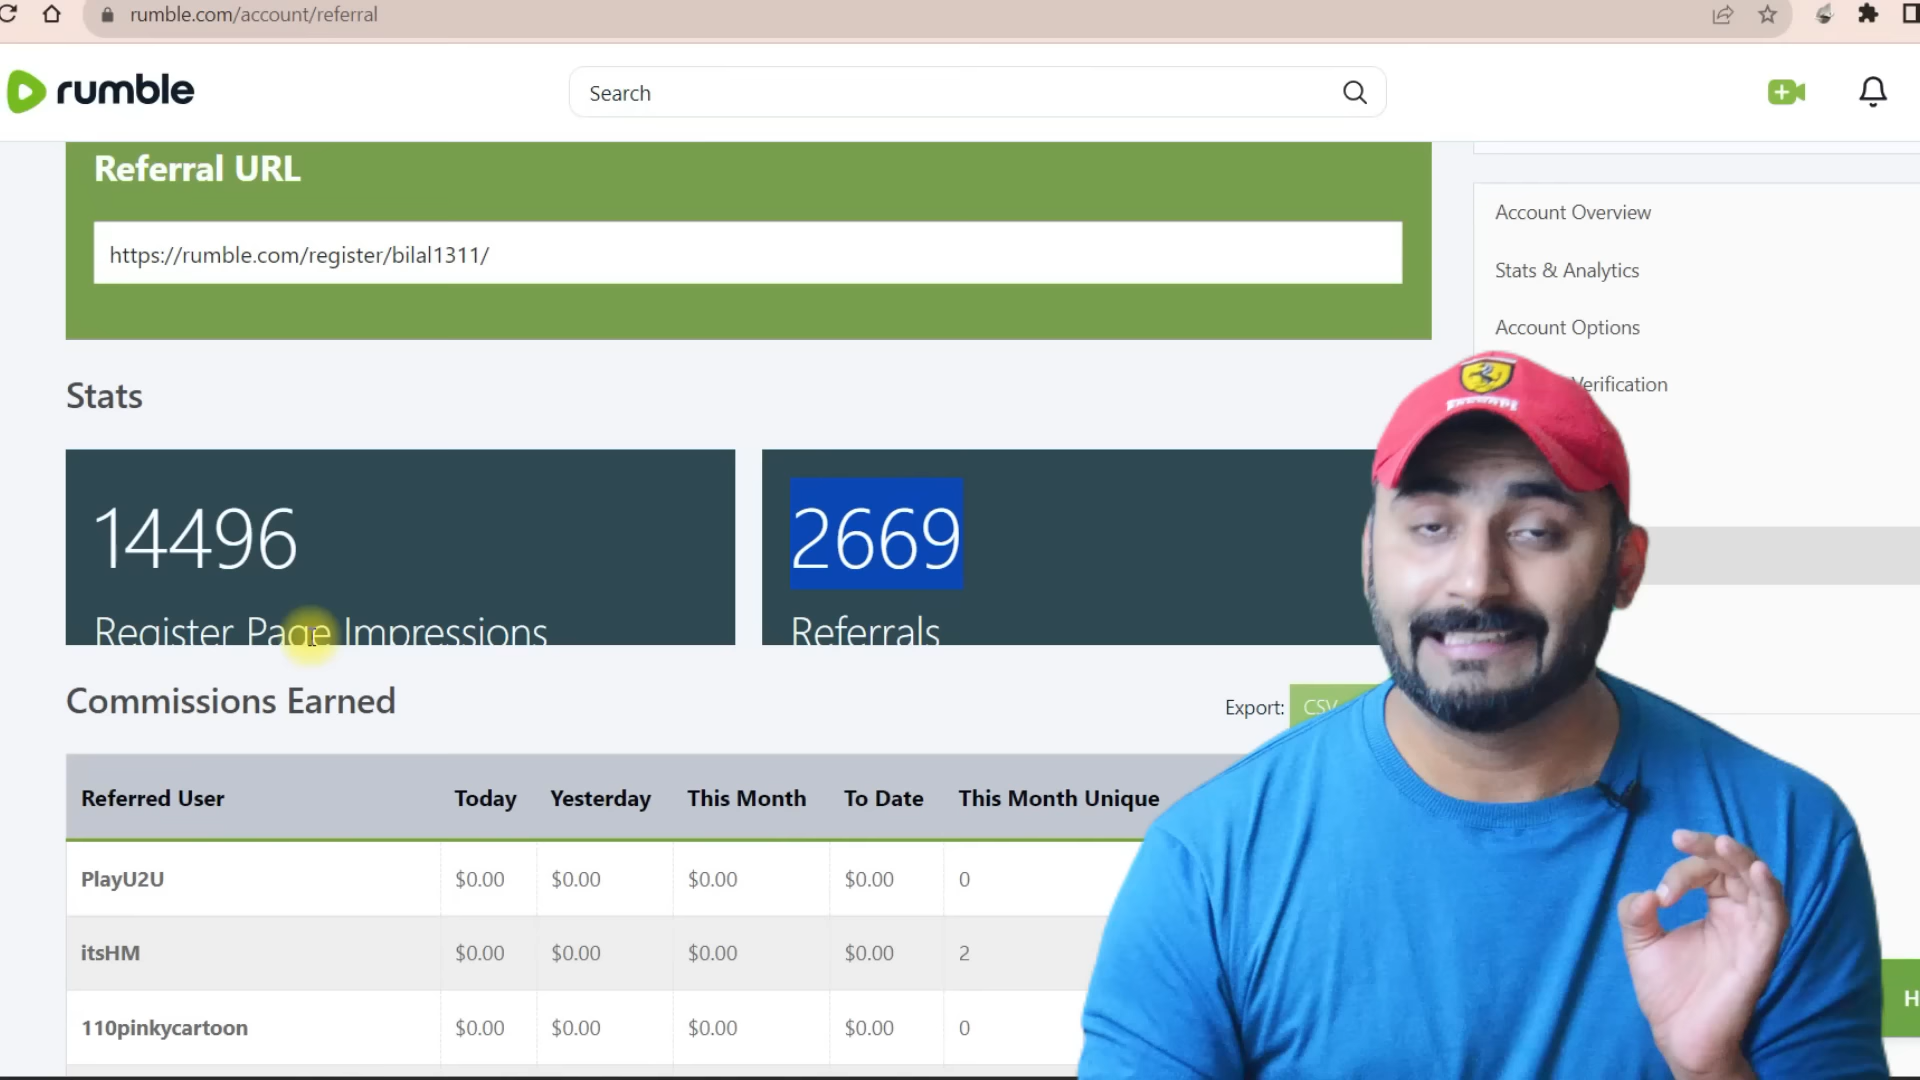 rumble.com/account/referral
rumble
Search
Referral URL
https://rumble.com/register/bilal1311/
Account Overview
Stats & Analytics
Account Options
Verification
Stats
14496
Register Page Impressions
2669
Referrals
Commissions Earned
Export: CSV
Referred User Today Yesterday This Month To Date This Month Unique
PlayU2U $0.00 $0.00 $0.00 $0.00 0
itsHM $0.00 $0.00 $0.00 $0.00 2
110pinkycartoon $0.00 $0.00 $0.00 $0.00 0
H